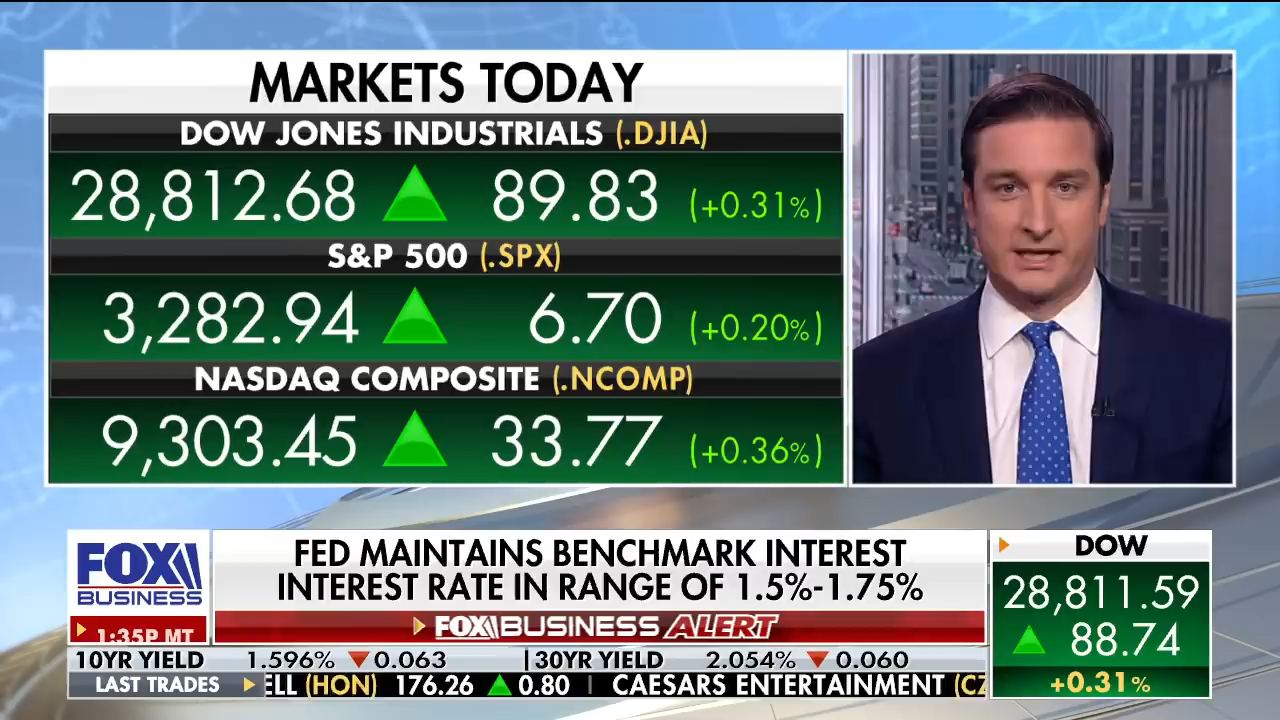 MARKETS TODAY
DOW JONES INDUSTRIALS (.DJIA)
28,812.68 ▲ 89.83 (+0.31%)
S&P 500 (.SPX)
3,282.94 ▲ 6.70 (+0.20%)
NASDAQ COMPOSITE (.NCOMP)
9,303.45 ▲ 33.77 (+0.36%)
FOX BUSINESS
1:35P MT
FED MAINTAINS BENCHMARK INTEREST
INTEREST RATE IN RANGE OF 1.5%-1.75%
FOX BUSINESS ALERT
DOW
28,811.59
▲ 88.74
+0.31%
10YR YIELD 1.596% ▼ 0.063 | 30YR YIELD 2.054% ▼ 0.060
LAST TRADES ELL (HON) 176.26 ▲ 0.80 | CAESARS ENTERTAINMENT (CZ